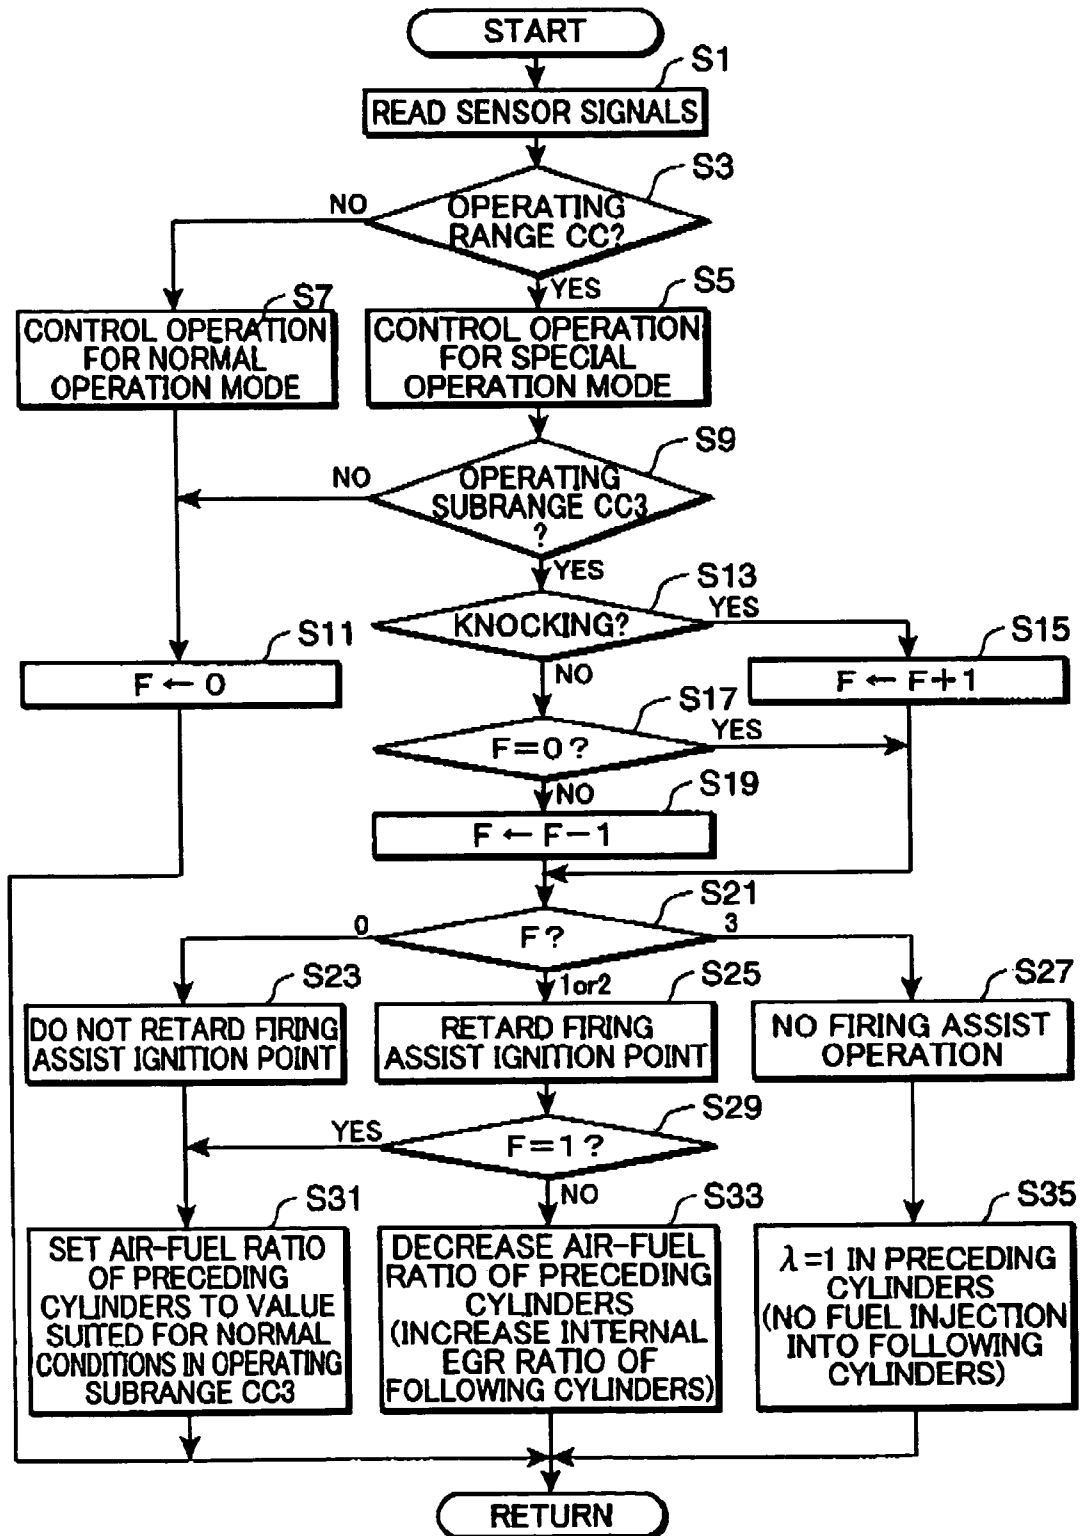 START
S1
READ SENSOR SIGNALS
S3
NO
OPERATING
RANGE CC?
YES
S7
S5
CONTROL OPERATION
FOR NORMAL
OPERATION MODE
CONTROL OPERATION
FOR SPECIAL
OPERATION MODE
S9
NO
OPERATING
SUBRANGE CC3
?
YES
S13
YES
KNOCKING?
S11
S15
F ← 0
NO
F ← F+1
S17
YES
F=0?
NO
S19
F ← F-1
S21
0
F?
3
S23
1or2
S25
S27
DO NOT RETARD FIRING
ASSIST IGNITION POINT
RETARD FIRING
ASSIST IGNITION POINT
NO FIRING ASSIST
OPERATION
S29
YES
F=1?
NO
S31
S33
S35
SET AIR-FUEL RATIO
OF PRECEDING
CYLINDERS TO VALUE
SUITED FOR NORMAL
CONDITIONS IN OPERATING
SUBRANGE CC3
DECREASE AIR-FUEL
RATIO OF PRECEDING
CYLINDERS
(INCREASE INTERNAL
EGR RATIO OF
FOLLOWING CYLINDERS)
λ=1 IN PRECEDING
CYLINDERS
(NO FUEL INJECTION
INTO FOLLOWING
CYLINDERS)
RETURN